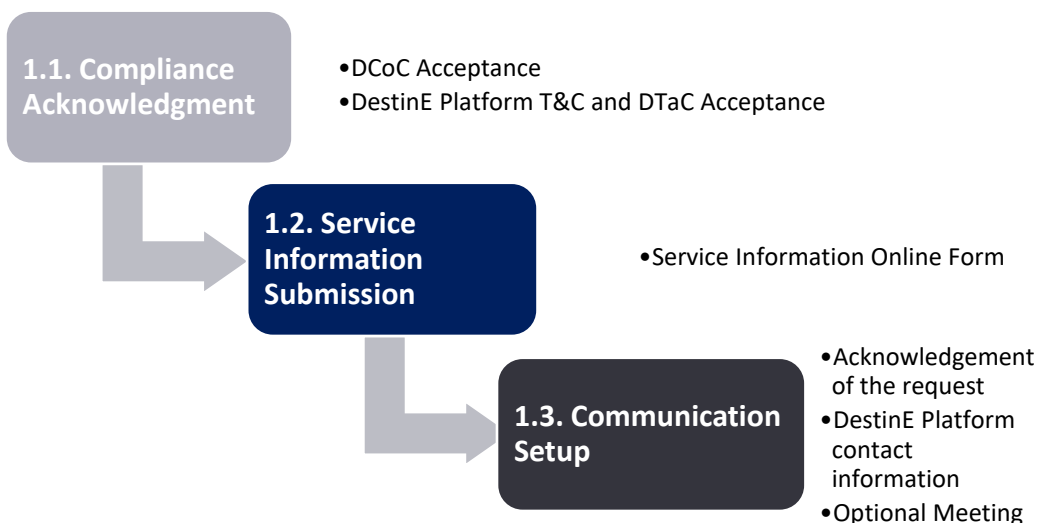 1.1. Compliance
Acknowledgment
•DCoC Acceptance
•DestinE Platform T&C and DTaC Acceptance
1.2. Service
Information
Submission
•Service Information Online Form
1.3. Communication
Setup
•Acknowledgement
of the request
•DestinE Platform
contact
information
•Optional Meeting